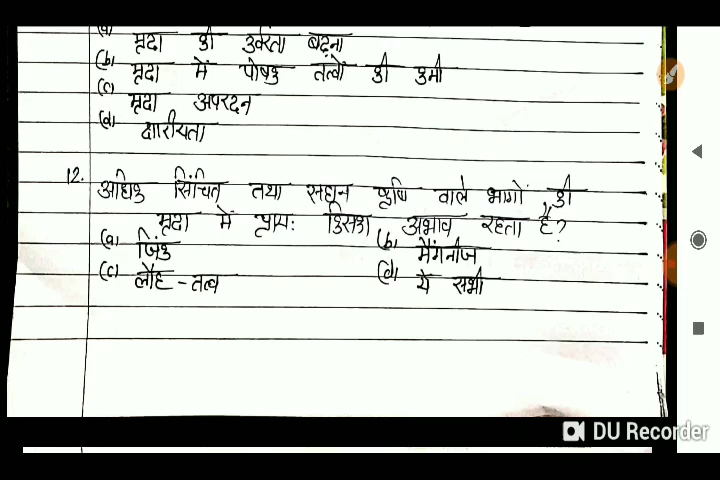 (a) मृदा की उर्वरता बढ़ना
(b) मृदा में पोषक तत्वों की कमी
(c) मृदा अपरदन
(d) क्षारीयता
12. अधिक सिंचित तथा सघन कृषि वाले भागों की
मृदा में प्रायः किसका अभाव रहता है?
(a) जिंक (b) मैंगनीज
(c) लौह - तत्व (d) ये सभी
DU Recorder